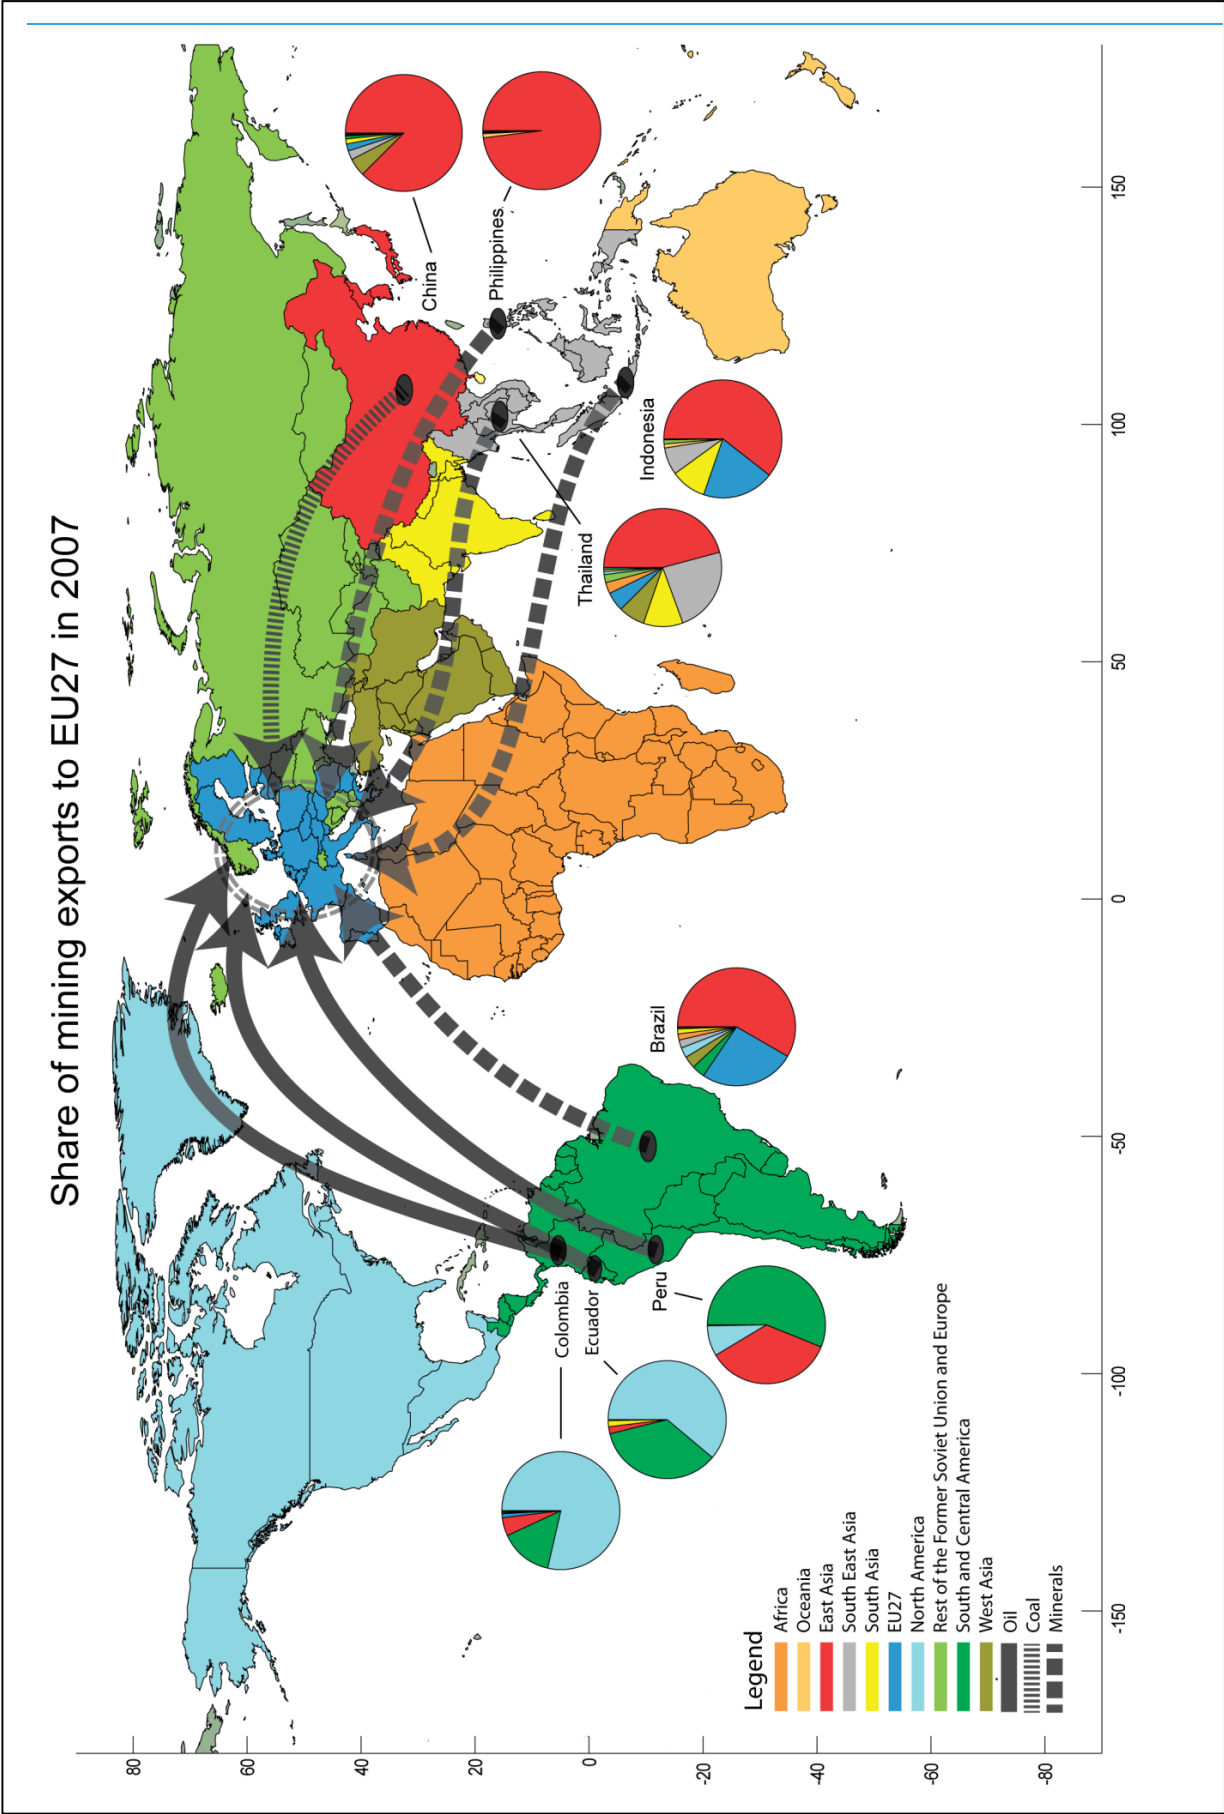 Share of mining exports to EU27 in 2007
China
Philippines
Indonesia
Thailand
Brazil
Colombia
Ecuador
Peru
Legend
Africa
Oceania
East Asia
South East Asia
South Asia
EU27
North America
Rest of the Former Soviet Union and Europe
South and Central America
West Asia
Oil
Coal
Minerals
80
60
40
20
0
-20
-40
-60
-80
-150
-100
-50
0
50
100
150